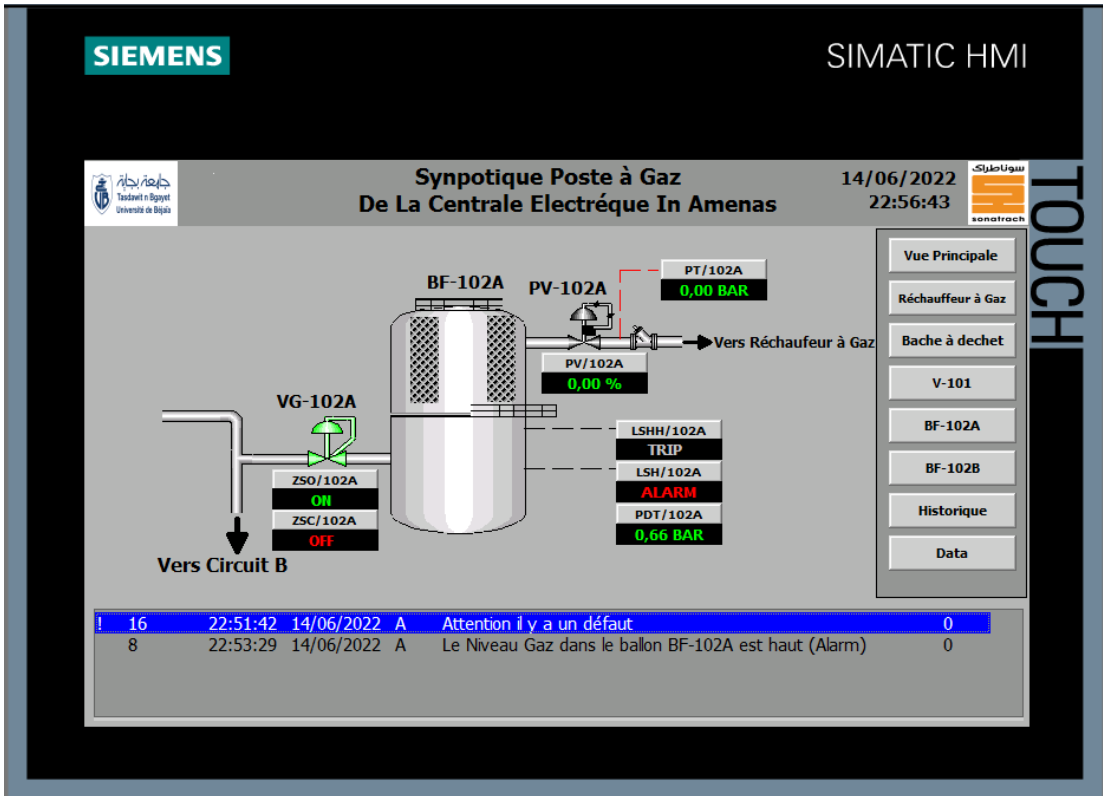 SIEMENS
SIMATIC HMI
TOUCH
جامعة بجاية
Tasdawit n Bgayet
Université de Béjaïa
Synpotique Poste à Gaz
De La Centrale Electréque In Amenas
14/06/2022
22:56:43
سوناطراك
sonatrach
BF-102A
PV-102A
PT/102A
0,00 BAR
Vers Réchaufeur à Gaz
PV/102A
0,00 %
VG-102A
ZSO/102A
ON
ZSC/102A
OFF
Vers Circuit B
LSHH/102A
TRIP
LSH/102A
ALARM
PDT/102A
0,66 BAR
Vue Principale
Réchauffeur à Gaz
Bache à dechet
V-101
BF-102A
BF-102B
Historique
Data
! 16 22:51:42 14/06/2022 A Attention il y a un défaut 0
8 22:53:29 14/06/2022 A Le Niveau Gaz dans le ballon BF-102A est haut (Alarm) 0